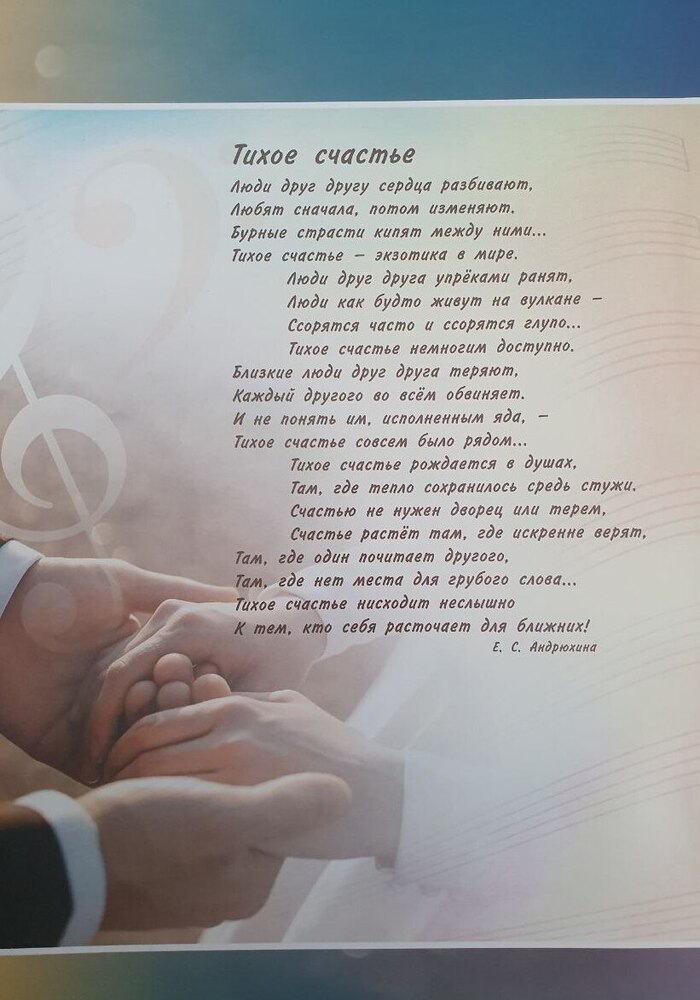 Тихое счастье
Люди друг другу сердца разбивают,
Любят сначала, потом изменяют.
Бурные страсти кипят между ними...
Тихое счастье – экзотика в мире.
Люди друг друга упрёками ранят,
Люди как будто живут на вулкане –
Ссорятся часто и ссорятся глупо...
Тихое счастье немногим доступно.
Близкие люди друг друга теряют,
Каждый другого во всём обвиняет.
И не понять им, исполненным яда, –
Тихое счастье совсем было рядом...
Тихое счастье рождается в душах,
Там, где тепло сохранилось средь стужи.
Счастью не нужен дворец или терем,
Счастье растёт там, где искренне верят,
Там, где один почитает другого,
Там, где нет места для грубого слова...
Тихое счастье нисходит неслышно
К тем, кто себя расточает для ближних!
Е. С. Андрюхина